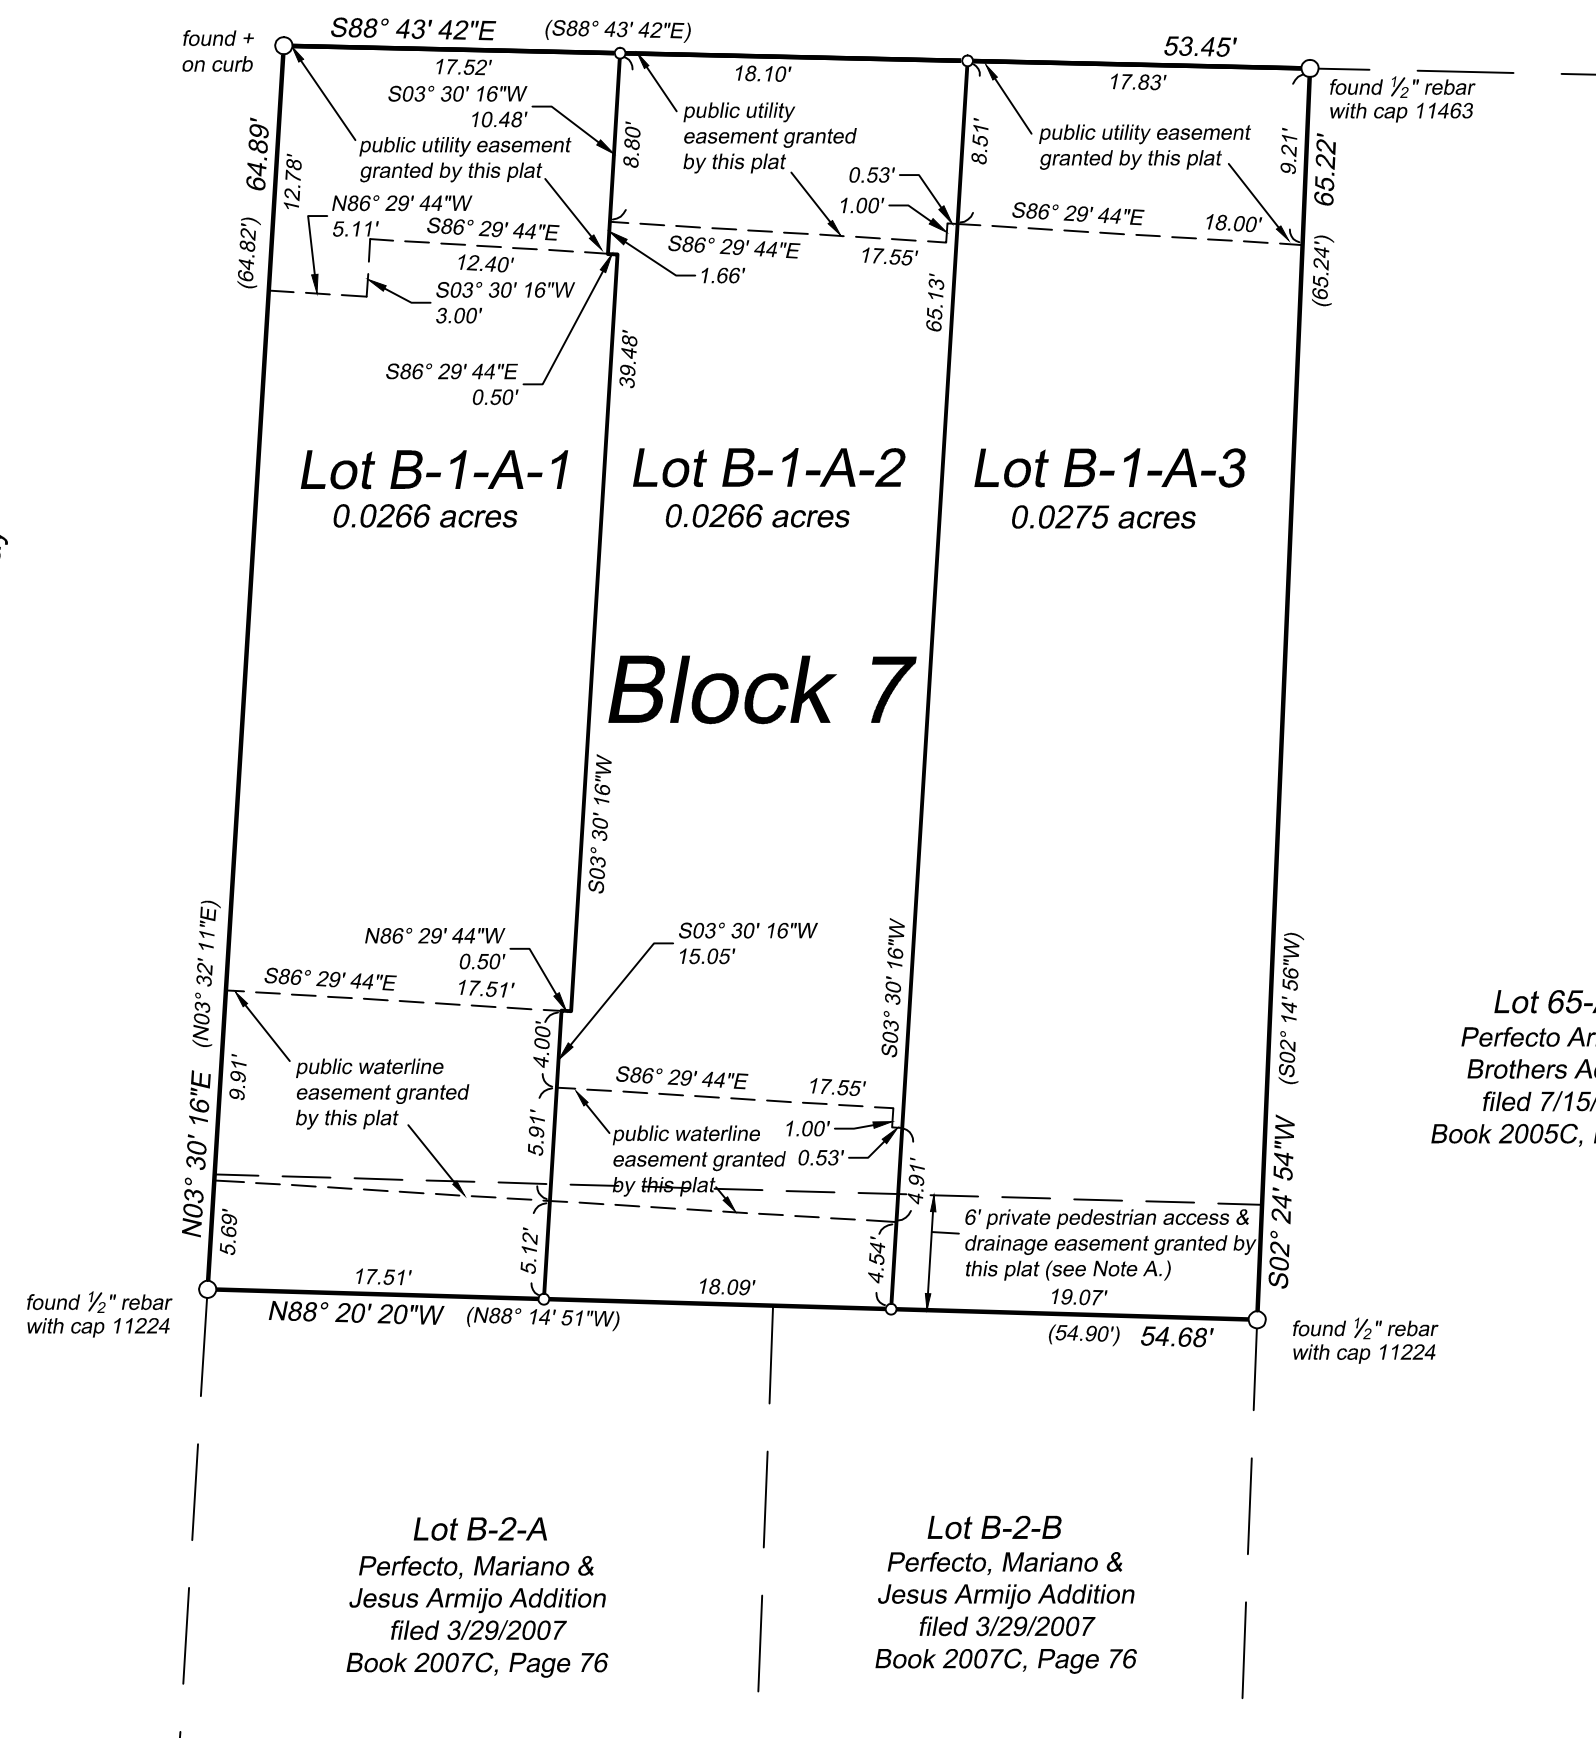 S88° 43' 42"E
(S88° 43' 42"E)
53.45'
found +
on curb
17.52'
18.10'
17.83'
found ½" rebar
with cap 11463
S03° 30' 16"W
10.48'
public utility easement
granted by this plat
public utility
easement granted
by this plat
public utility easement
granted by this plat
64.89'
(64.82')
12.78'
8.80'
8.51'
9.21'
65.22'
(65.24')
0.53'
1.00'
N86° 29' 44"W
5.11'
S86° 29' 44"E
12.40'
S03° 30' 16"W
3.00'
S86° 29' 44"E
17.55'
1.66'
S86° 29' 44"E
18.00'
65.13'
39.48'
S86° 29' 44"E
0.50'
Lot B-1-A-1
0.0266 acres
Lot B-1-A-2
0.0266 acres
Lot B-1-A-3
0.0275 acres
Block 7
S03° 30' 16"W
S03° 30' 16"W
N86° 29' 44"W
0.50'
S03° 30' 16"W
15.05'
S86° 29' 44"E
17.51'
N03° 30' 16"E
(N03° 32' 11"E)
9.91'
5.69'
public waterline
easement granted
by this plat
4.00'
5.91'
5.12'
S86° 29' 44"E
17.55'
public waterline
easement granted
by this plat
1.00'
0.53'
4.91'
4.54'
6' private pedestrian access &
drainage easement granted by
this plat (see Note A.)
S02° 24' 54"W
(S02° 14' 56"W)
Lot 65-
Perfecto Ar
Brothers A
filed 7/15/
Book 2005C,
17.51'
18.09'
19.07'
found ½" rebar
with cap 11224
N88° 20' 20"W
(N88° 14' 51"W)
(54.90')
54.68'
found ½" rebar
with cap 11224
Lot B-2-A
Perfecto, Mariano &
Jesus Armijo Addition
filed 3/29/2007
Book 2007C, Page 76
Lot B-2-B
Perfecto, Mariano &
Jesus Armijo Addition
filed 3/29/2007
Book 2007C, Page 76